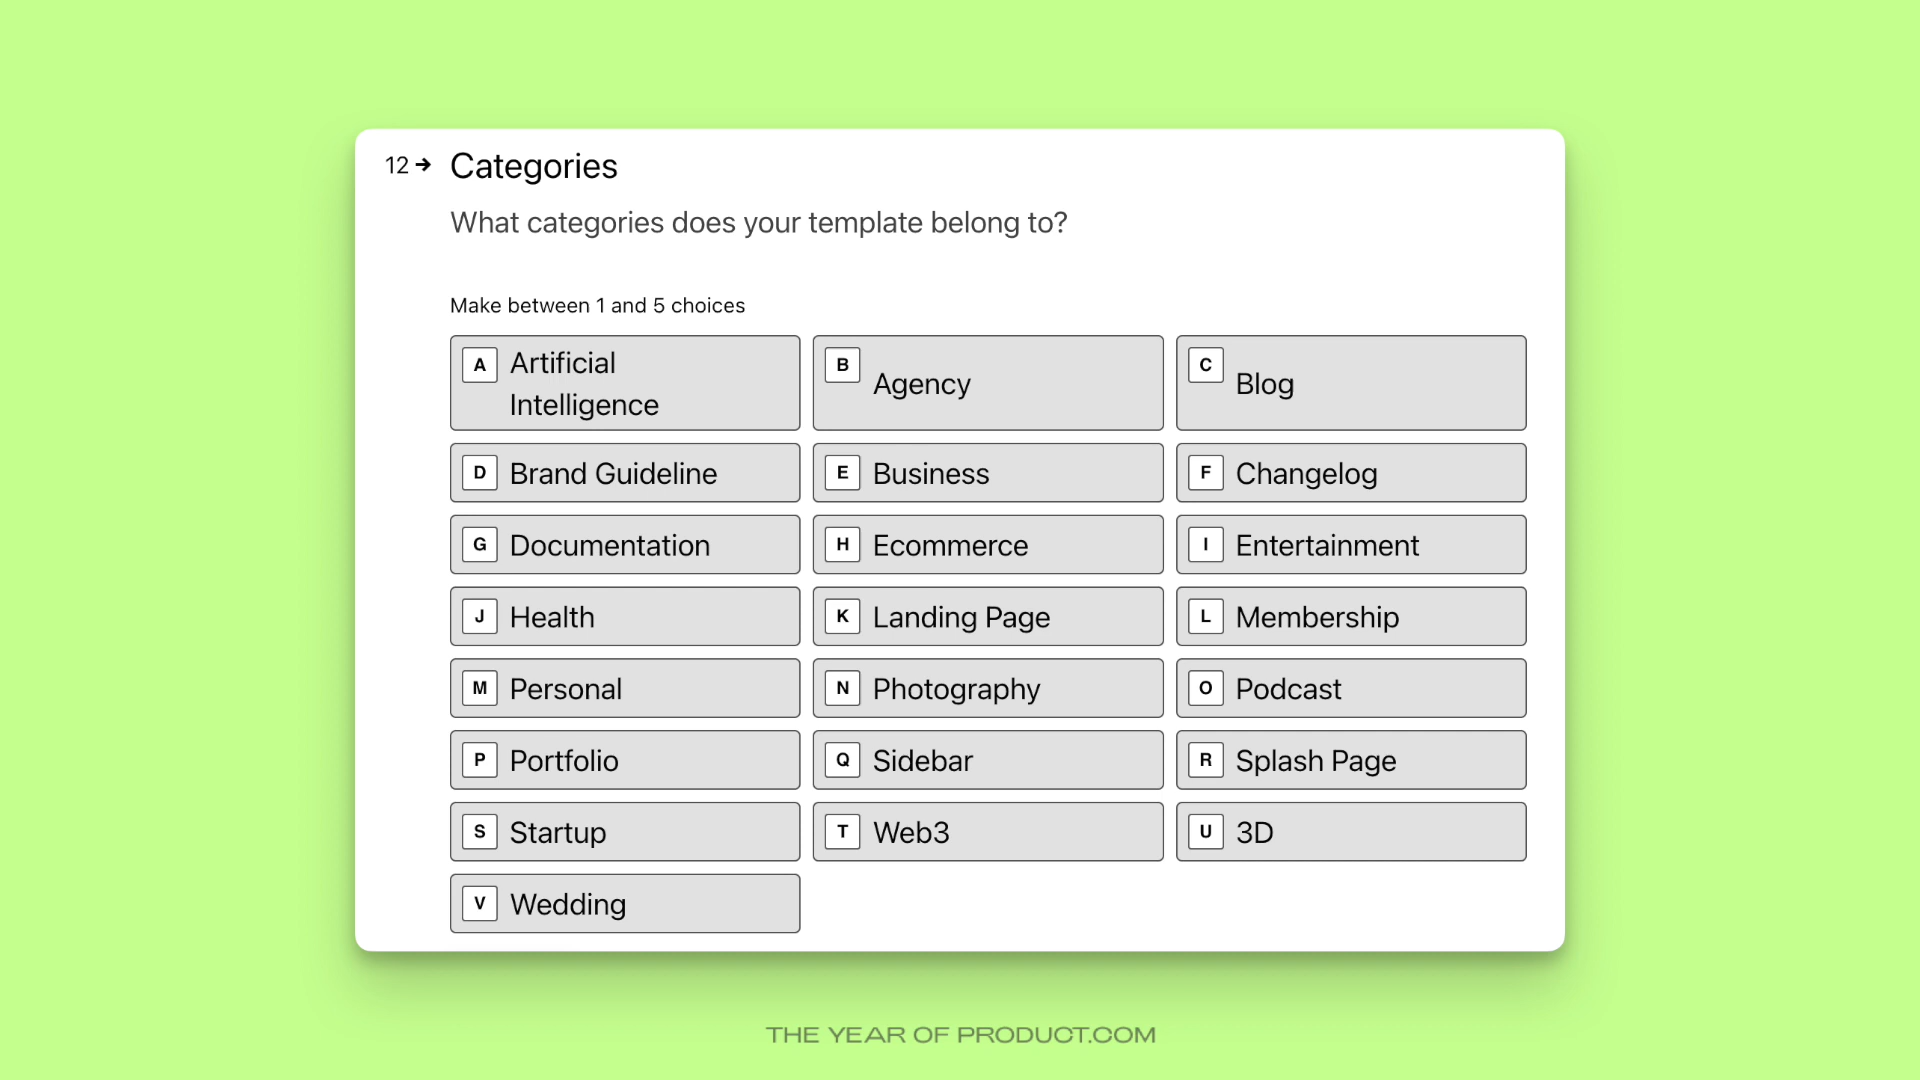 12 → Categories
What categories does your template belong to?
Make between 1 and 5 choices
A Artificial
Intelligence
B Agency
C Blog
D Brand Guideline
E Business
F Changelog
G Documentation
H Ecommerce
I Entertainment
J Health
K Landing Page
L Membership
M Personal
N Photography
O Podcast
P Portfolio
Q Sidebar
R Splash Page
S Startup
T Web3
U 3D
V Wedding
THE YEAR OF PRODUCT.COM